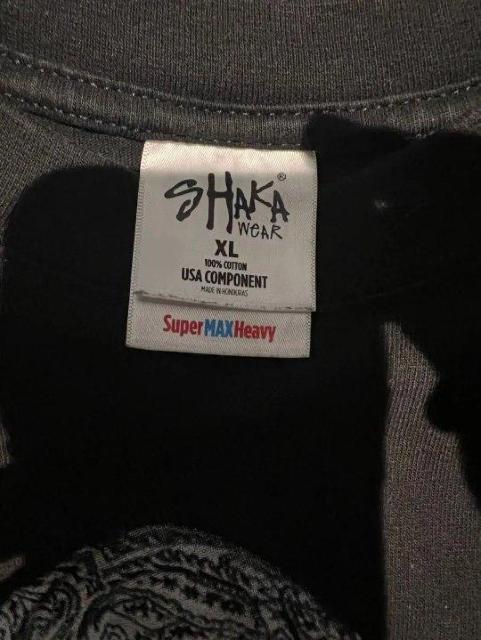 SHAKA®
WEAR
XL
100% COTTON
USA COMPONENT
MADE IN HONDURAS
SuperMAXHeavy